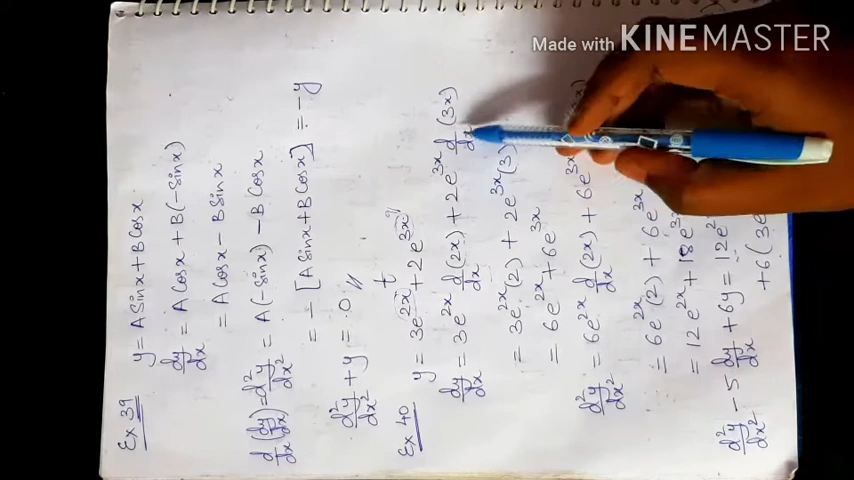 Made with KINEMASTER
Ex 39 y = A Sin x + B Cos x
dy/dx = A Cos x + B(-Sin x)
= A Cos x - B Sin x
d/dx (dy/dx) = d²y/dx² = A(-Sin x) - B Cos x
= - [A Sin x + B Cos x] = -y
d²y/dx² + y = 0 //
Ex 40 y = 3e^2x + 2e^3x
dy/dx = 3e^2x d/dx (2x) + 2e^3x d/dx (3x)
= 3e^2x (2) + 2e^3x (3)
= 6e^2x + 6e^3x
d²y/dx² = 6e^2x d/dx (2x) + 6e^3x
= 6e^2x (2) + 6e^3x
= 12e^2x + 18e^3x
d²y/dx² - 5 dy/dx + 6y = 12e^2
+ 6(3e